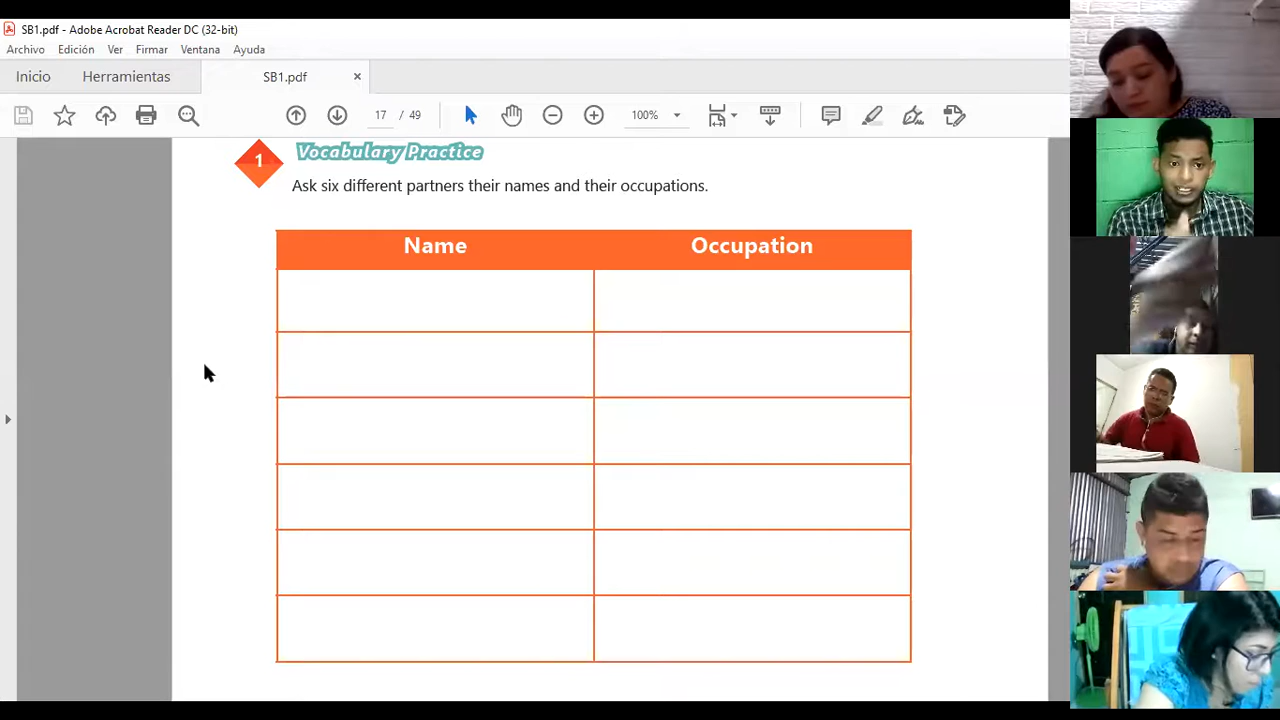 SB1.pdf - Adobe Acrobat Reader DC (32-bit)
Archivo Edición Ver Firmar Ventana Ayuda
Inicio Herramientas SB1.pdf ×
7 / 49 100%
1 Vocabulary Practice
Ask six different partners their names and their occupations.
Name Occupation